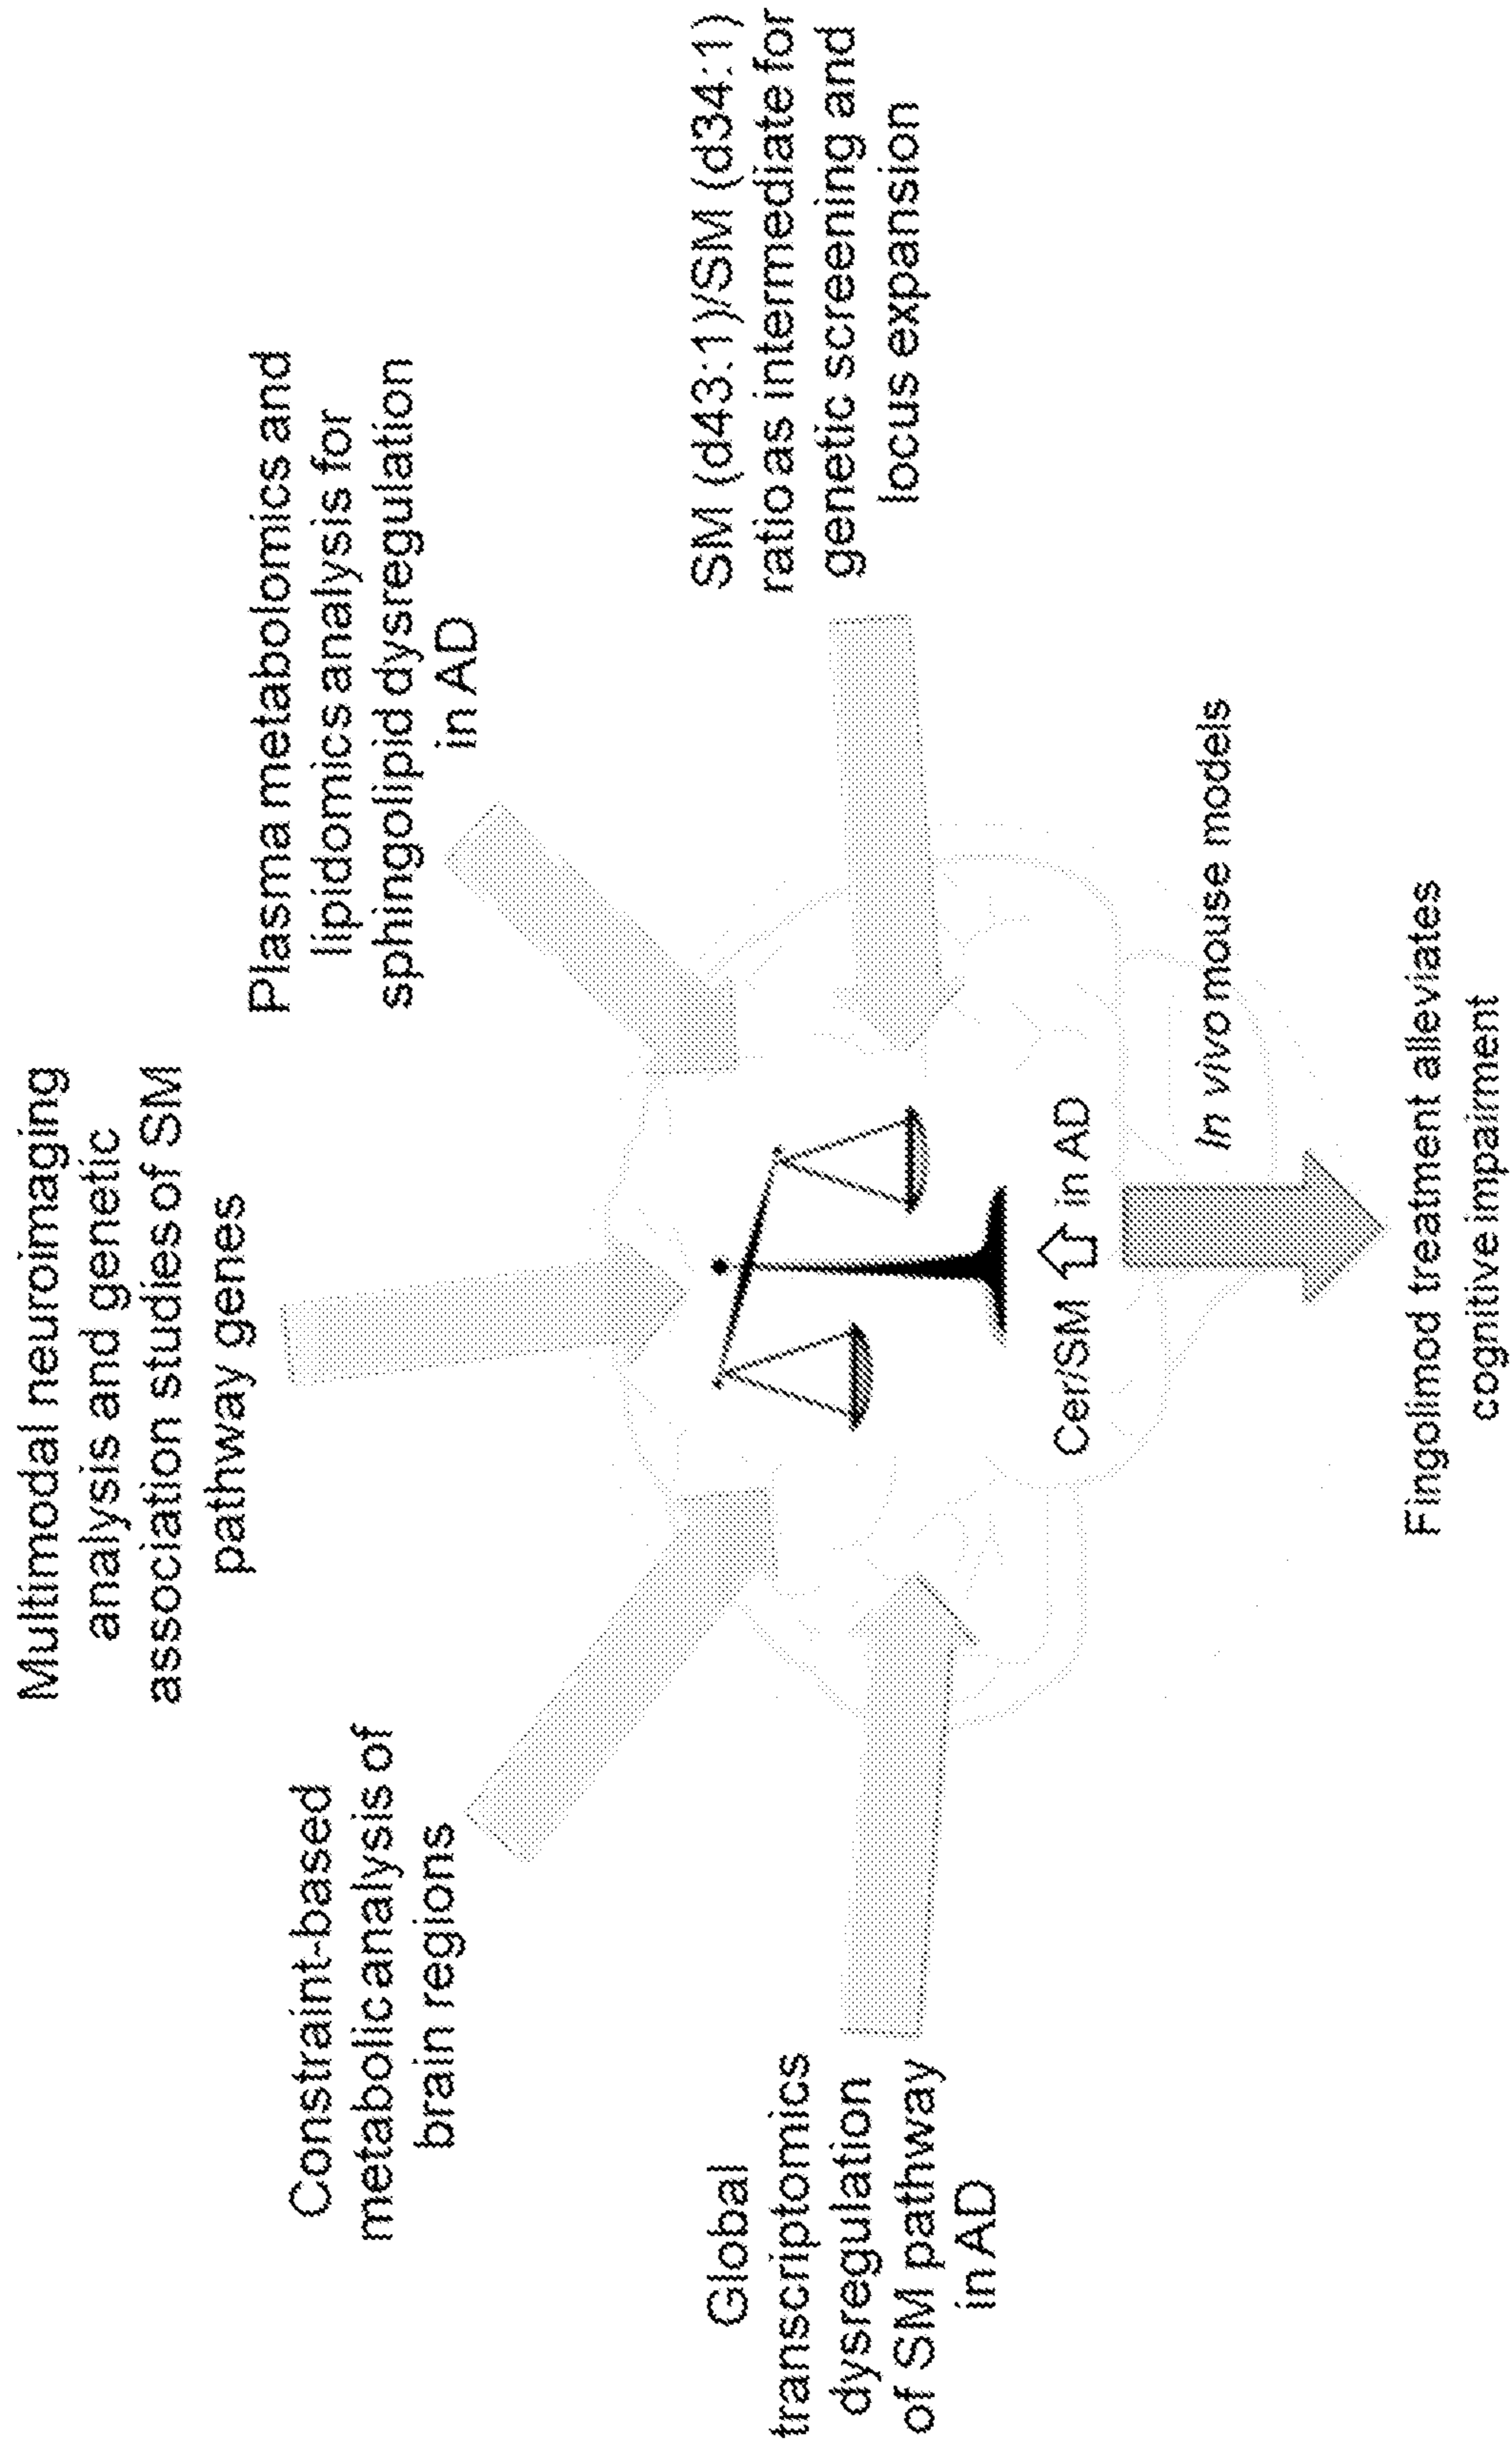 Multimodal neuroimaging
analysis and genetic
association studies of SM
pathway genes
Constraint-based
metabolic analysis of
brain regions
Plasma metabolomics and
lipidomics analysis for
sphingolipid dysregulation
in AD
Global
transcriptomics
dysregulation
of SM pathway
in AD
SM (d43:1)/SM (d34:1)
ratio as intermediate for
genetic screening and
locus expansion
Cer/SM ⇧ in AD
In vivo mouse models
Fingolimod treatment alleviates
cognitive impairment